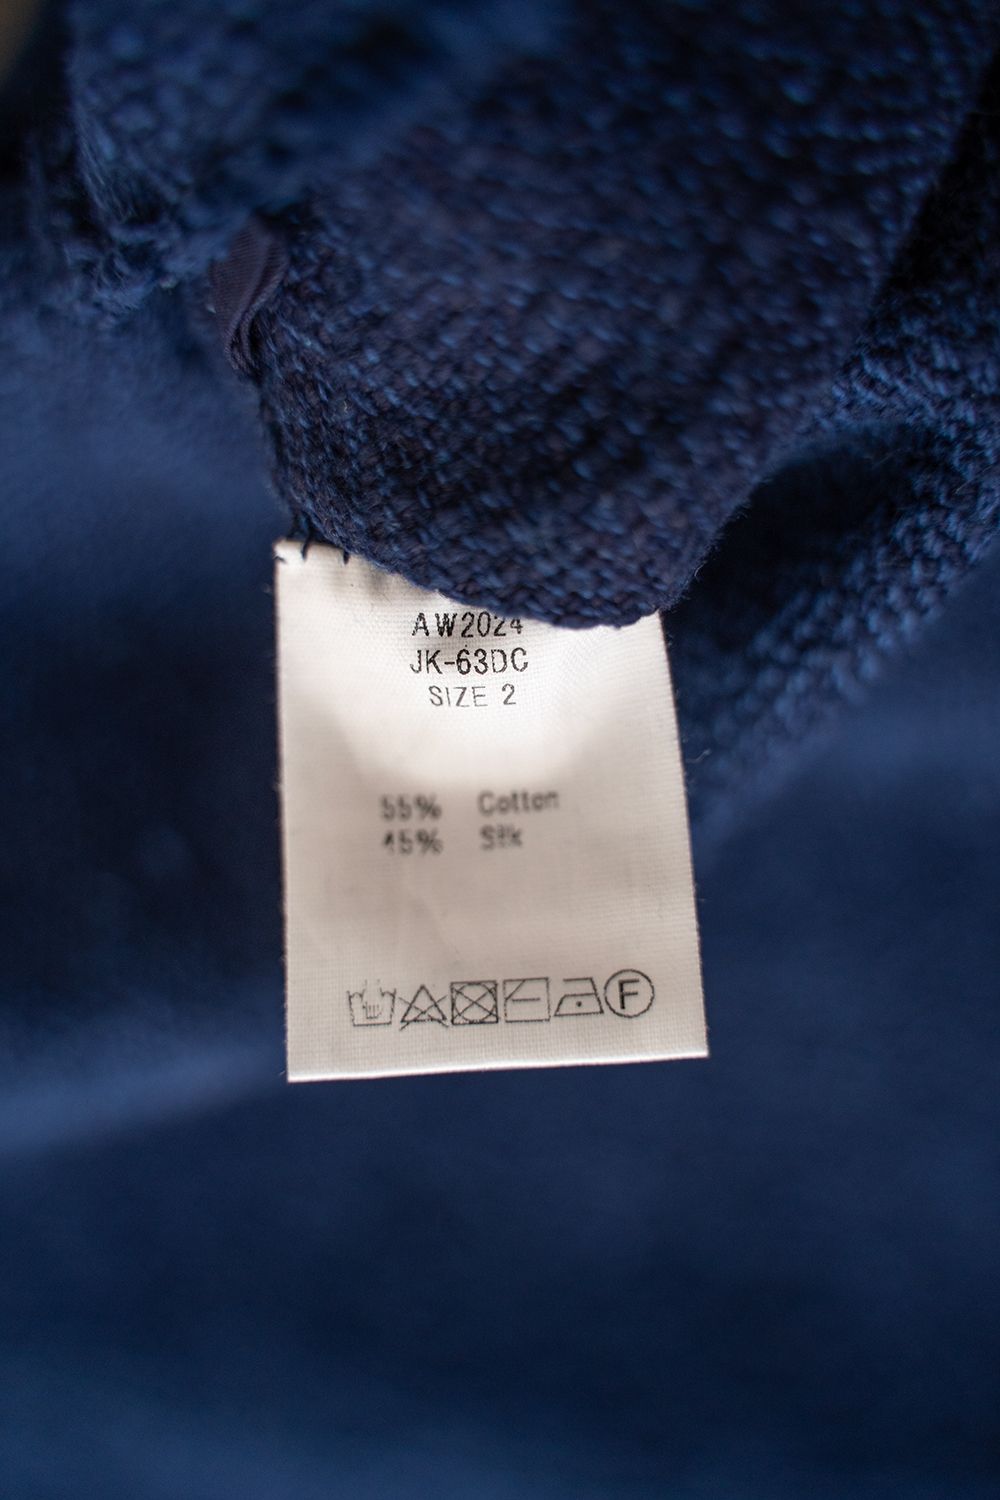 AW2024
JK-63DC
SIZE 2
55% Cotton
45% Silk
F